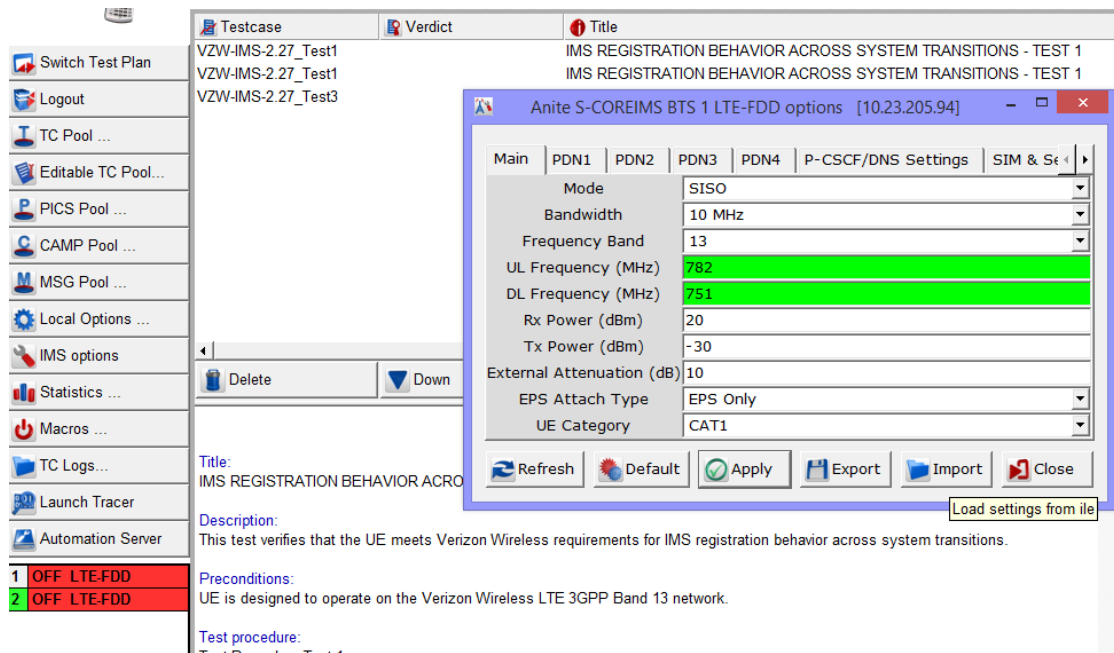 Testcase Verdict Title
VZW-IMS-2.27_Test1 IMS REGISTRATION BEHAVIOR ACROSS SYSTEM TRANSITIONS - TEST 1
VZW-IMS-2.27_Test1 IMS REGISTRATION BEHAVIOR ACROSS SYSTEM TRANSITIONS - TEST 1
VZW-IMS-2.27_Test3
Switch Test Plan
Logout
TC Pool ...
Editable TC Pool...
PICS Pool ...
CAMP Pool ...
MSG Pool ...
Local Options ...
IMS options
Statistics ...
Macros ...
TC Logs...
Launch Tracer
Automation Server
1 OFF LTE-FDD
2 OFF LTE-FDD
Anite S-COREIMS BTS 1 LTE-FDD options [10.23.205.94]
Main PDN1 PDN2 PDN3 PDN4 P-CSCF/DNS Settings SIM & Se
Mode SISO
Bandwidth 10 MHz
Frequency Band 13
UL Frequency (MHz) 782
DL Frequency (MHz) 751
Rx Power (dBm) 20
Tx Power (dBm) -30
External Attenuation (dB) 10
EPS Attach Type EPS Only
UE Category CAT1
Refresh Default Apply Export Import Close
Load settings from ile
Delete Down
Title:
IMS REGISTRATION BEHAVIOR ACRO
Description:
This test verifies that the UE meets Verizon Wireless requirements for IMS registration behavior across system transitions.
Preconditions:
UE is designed to operate on the Verizon Wireless LTE 3GPP Band 13 network.
Test procedure: